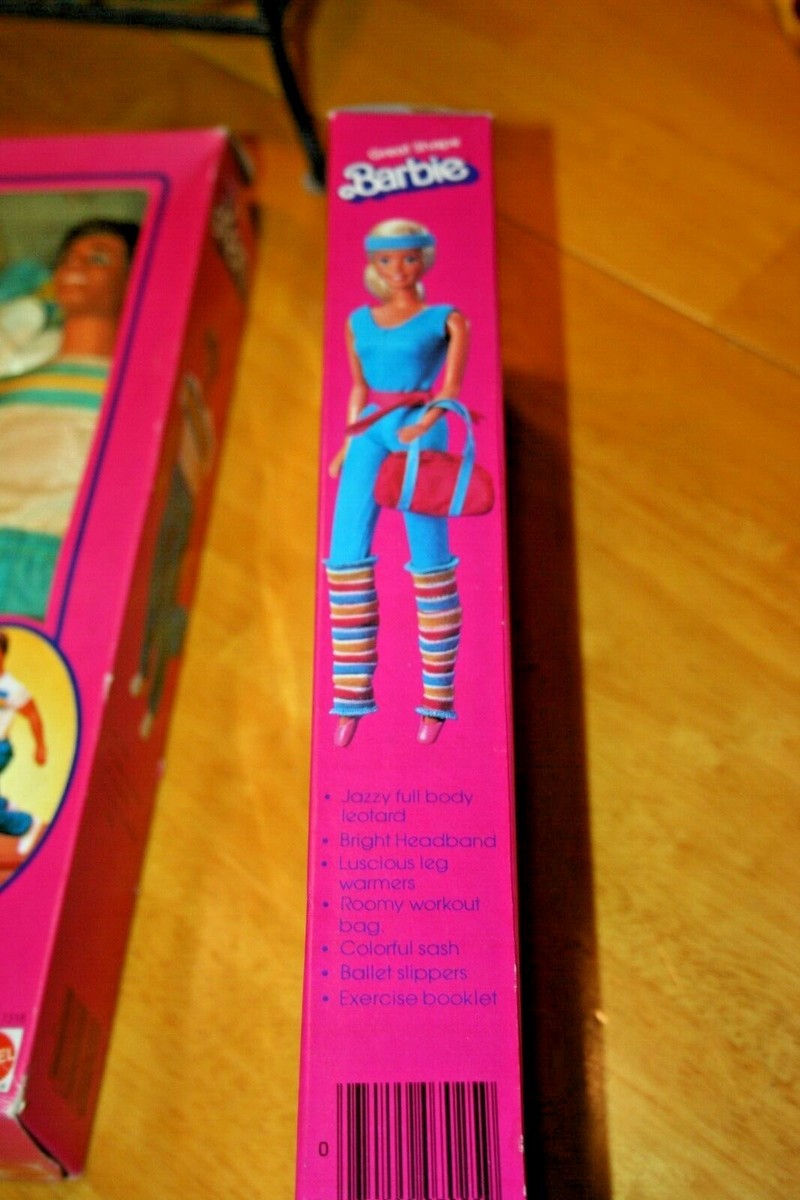 Great Shape
Barbie
• Jazzy full body
leotard
• Bright Headband
• Luscious leg
warmers
• Roomy workout
bag.
• Colorful sash
• Ballet slippers
• Exercise booklet
0
EL